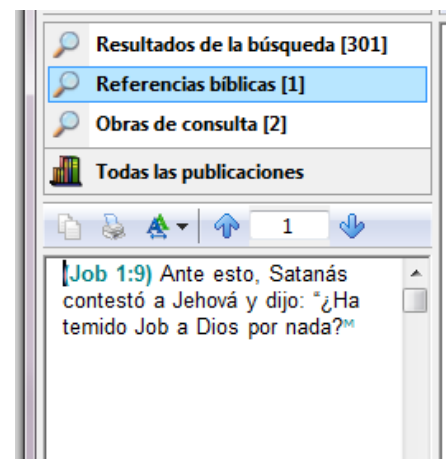 Resultados de la búsqueda [301]
Referencias bíblicas [1]
Obras de consulta [2]
Todas las publicaciones
1
(Job 1:9) Ante esto, Satanás
contestó a Jehová y dijo: “¿Ha
temido Job a Dios por nada?ᴹ